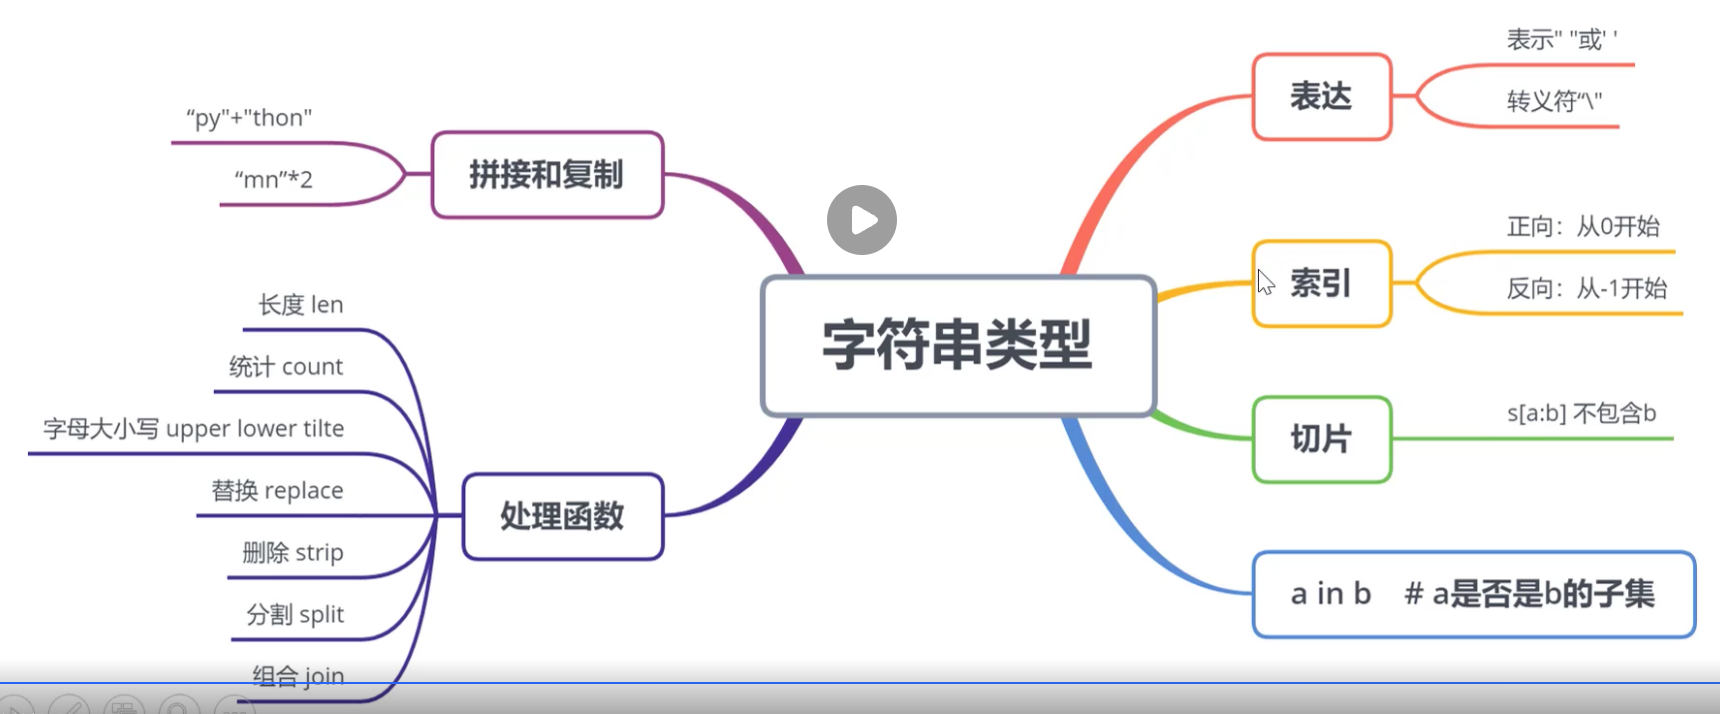 字符串类型
表达
表示" "或' '
转义符“\"
索引
正向：从0开始
反向：从-1开始
切片
s[a:b] 不包含b
a in b    # a是否是b的子集
拼接和复制
“py"+"thon"
“mn”*2
处理函数
长度 len
统计 count
字母大小写 upper lower tilte
替换 replace
删除 strip
分割 split
组合 join